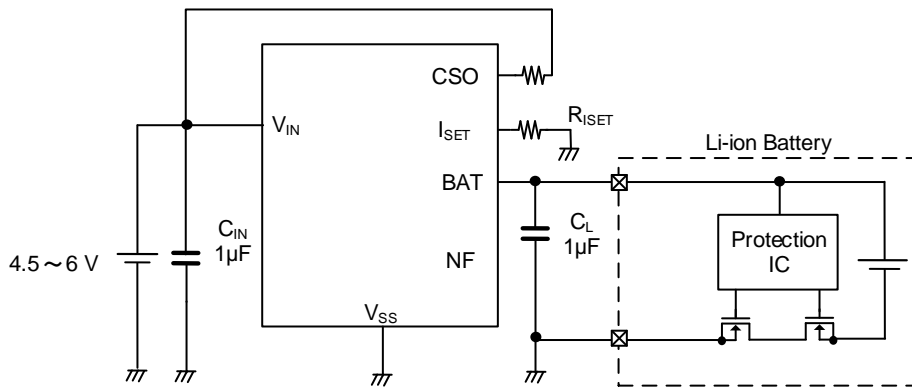 CSO
V_IN
I_SET
R_ISET
Li-ion Battery
BAT
C_IN
1µF
C_L
1µF
Protection
IC
4.5～6 V
NF
V_SS